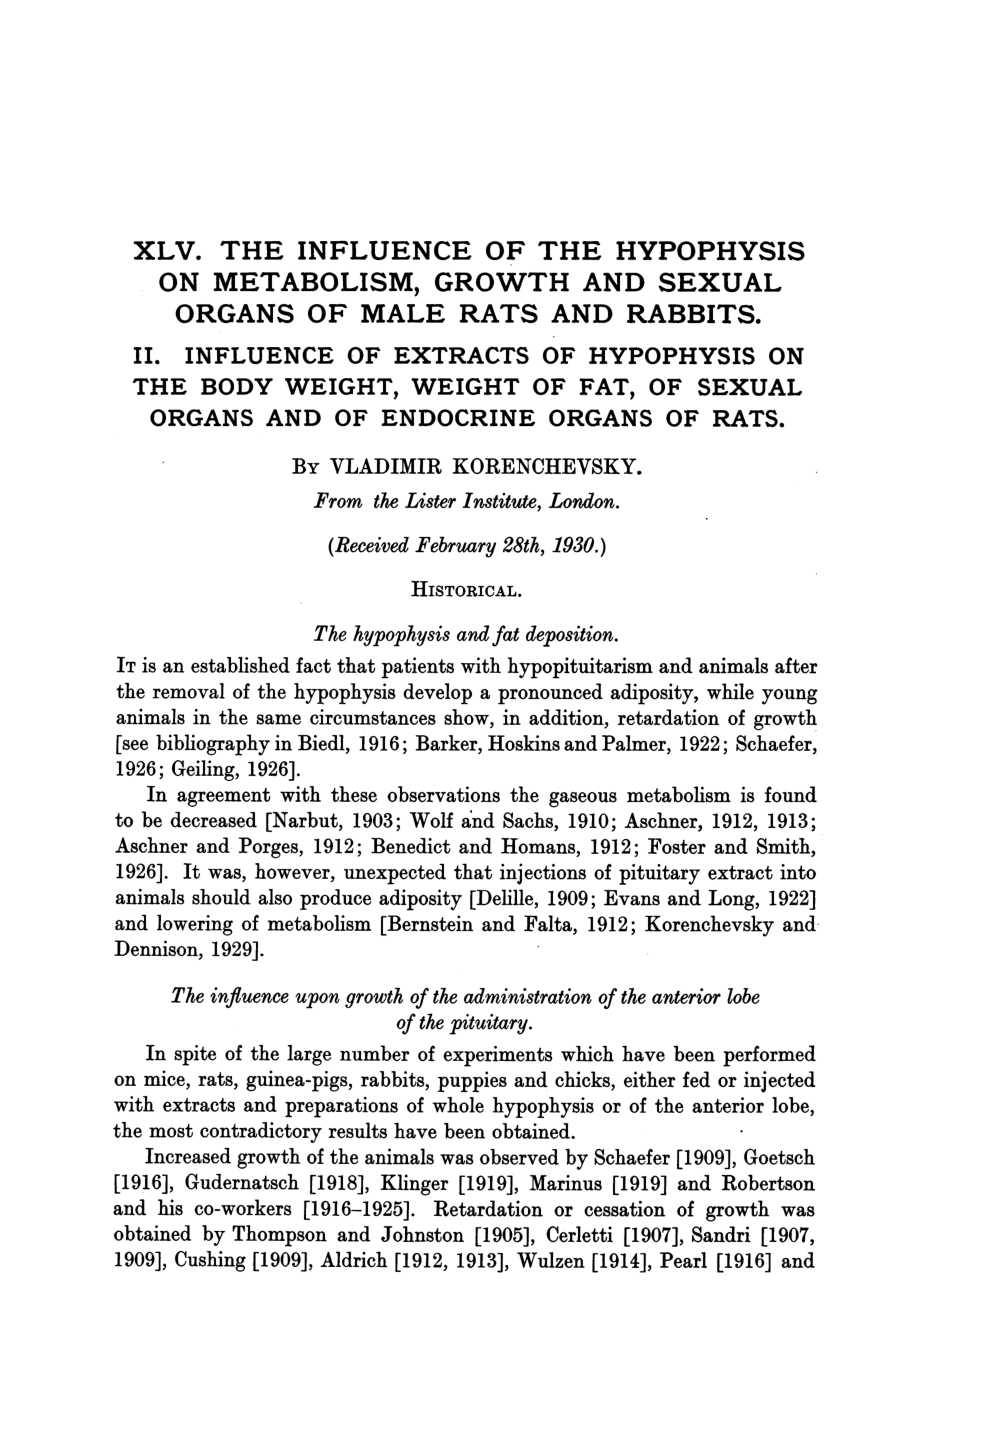 XLV. THE INFLUENCE OF THE HYPOPHYSIS
ON METABOLISM, GROWTH AND SEXUAL
ORGANS OF MALE RATS AND RABBITS.
II. INFLUENCE OF EXTRACTS OF HYPOPHYSIS ON
THE BODY WEIGHT, WEIGHT OF FAT, OF SEXUAL
ORGANS AND OF ENDOCRINE ORGANS OF RATS.
BY VLADIMIR KORENCHEVSKY.
From the Lister Institute, London.
(Received February 28th, 1930.)
HISTORICAL.
The hypophysis and fat deposition.
IT is an established fact that patients with hypopituitarism and animals after
the removal of the hypophysis develop a pronounced adiposity, while young
animals in the same circumstances show, in addition, retardation of growth
[see bibliography in Biedl, 1916; Barker, Hoskins and Palmer, 1922; Schaefer,
1926; Geiling, 1926].
In agreement with these observations the gaseous metabolism is found
to be decreased [Narbut, 1903; Wolf and Sachs, 1910; Aschner, 1912, 1913;
Aschner and Porges, 1912; Benedict and Homans, 1912; Foster and Smith,
1926]. It was, however, unexpected that injections of pituitary extract into
animals should also produce adiposity [Delille, 1909; Evans and Long, 1922]
and lowering of metabolism [Bernstein and Falta, 1912; Korenchevsky and
Dennison, 1929].
The influence upon growth of the administration of the anterior lobe
of the pituitary.
In spite of the large number of experiments which have been performed
on mice, rats, guinea-pigs, rabbits, puppies and chicks, either fed or injected
with extracts and preparations of whole hypophysis or of the anterior lobe,
the most contradictory results have been obtained.
Increased growth of the animals was observed by Schaefer [1909], Goetsch
[1916], Gudernatsch [1918], Klinger [1919], Marinus [1919] and Robertson
and his co-workers [1916–1925]. Retardation or cessation of growth was
obtained by Thompson and Johnston [1905], Cerletti [1907], Sandri [1907,
1909], Cushing [1909], Aldrich [1912, 1913], Wulzen [1914], Pearl [1916] and